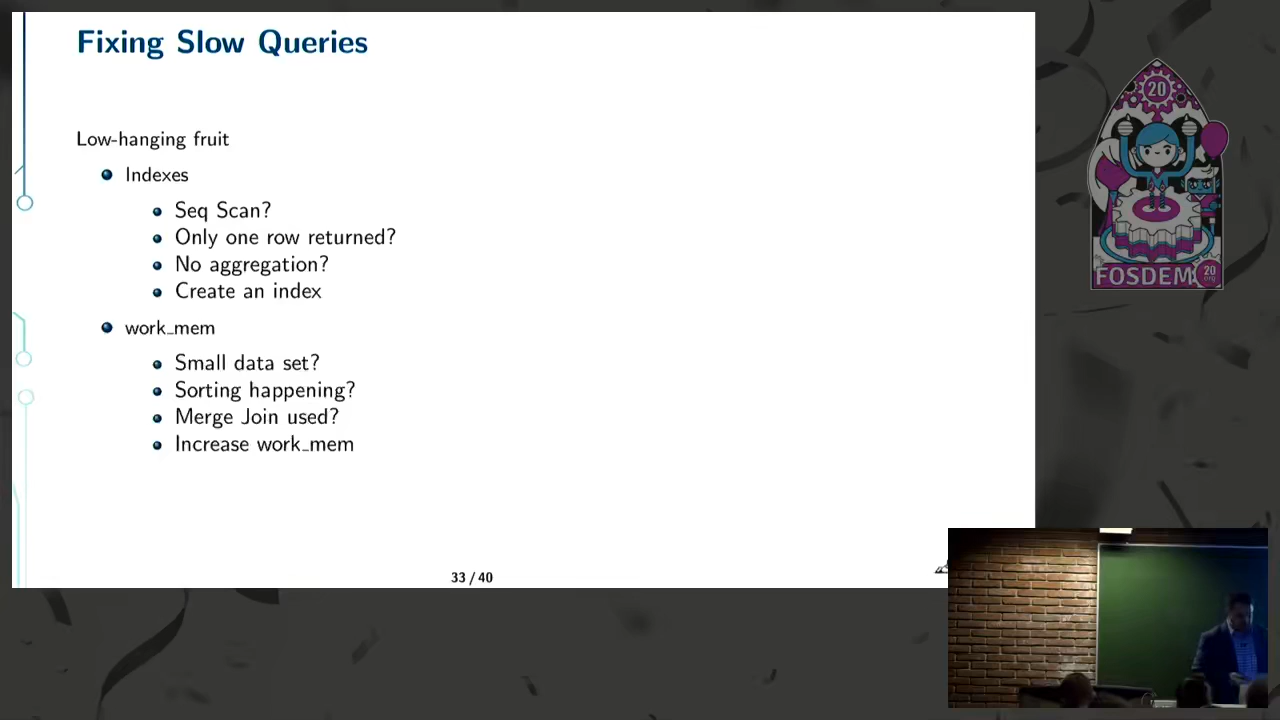 Fixing Slow Queries
Low-hanging fruit
Indexes
Seq Scan?
Only one row returned?
No aggregation?
Create an index
work_mem
Small data set?
Sorting happening?
Merge Join used?
Increase work_mem
33 / 40
20
FOSDEM
20
.org